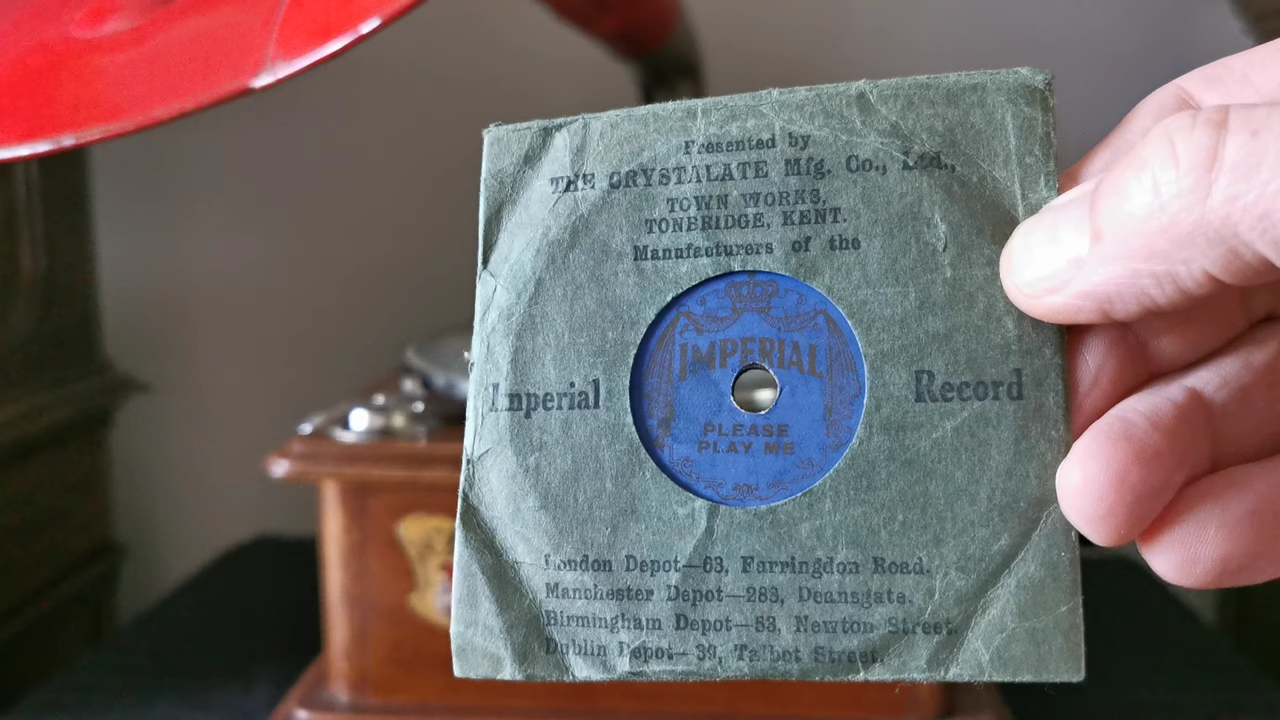 Presented by
THE CRYSTALATE Mfg. Co., Ltd.,
TOWN WORKS,
TONBRIDGE, KENT.
Manufacturers of the
Imperial Record
IMPERIAL
PLEASE
PLAY ME
London Depot—63, Farringdon Road.
Manchester Depot—283, Deansgate.
Birmingham Depot—53, Newton Street.
Dublin Depot—39, Talbot Street.